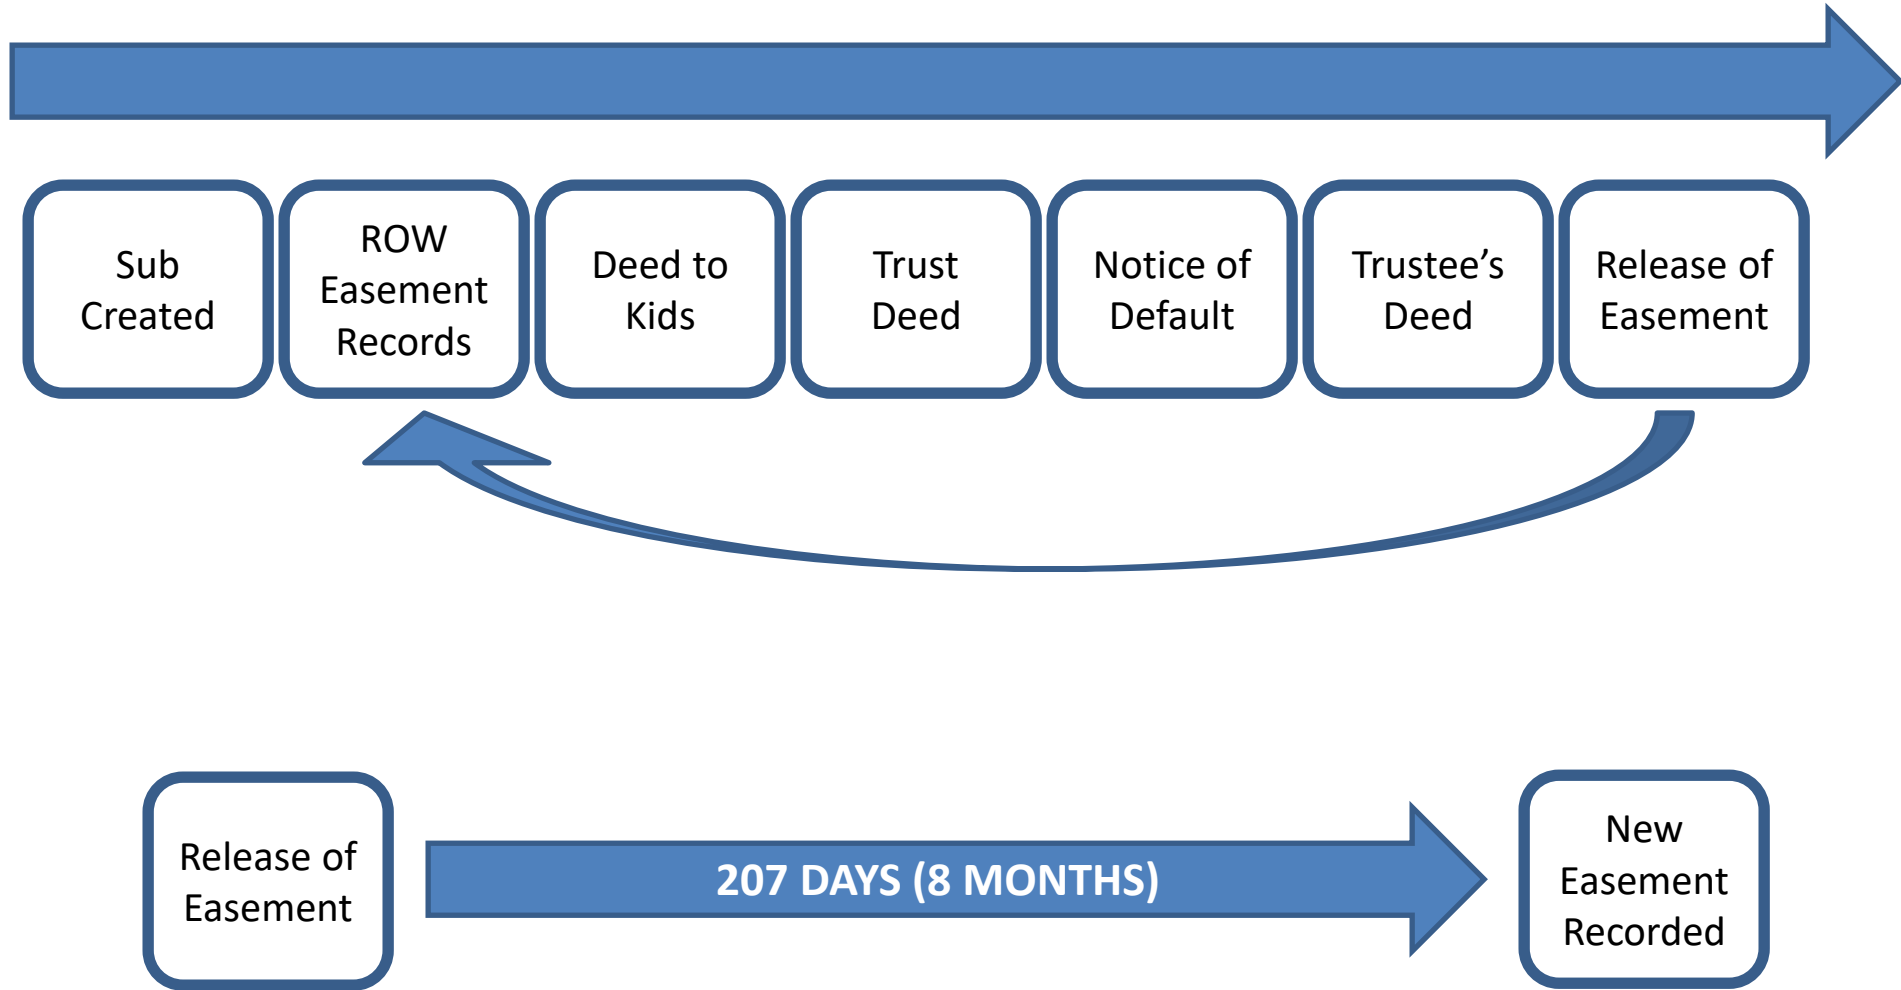 Sub
Created
ROW
Easement
Records
Deed to
Kids
Trust
Deed
Notice of
Default
Trustee’s
Deed
Release of
Easement
Release of
Easement
207 DAYS (8 MONTHS)
New
Easement
Recorded